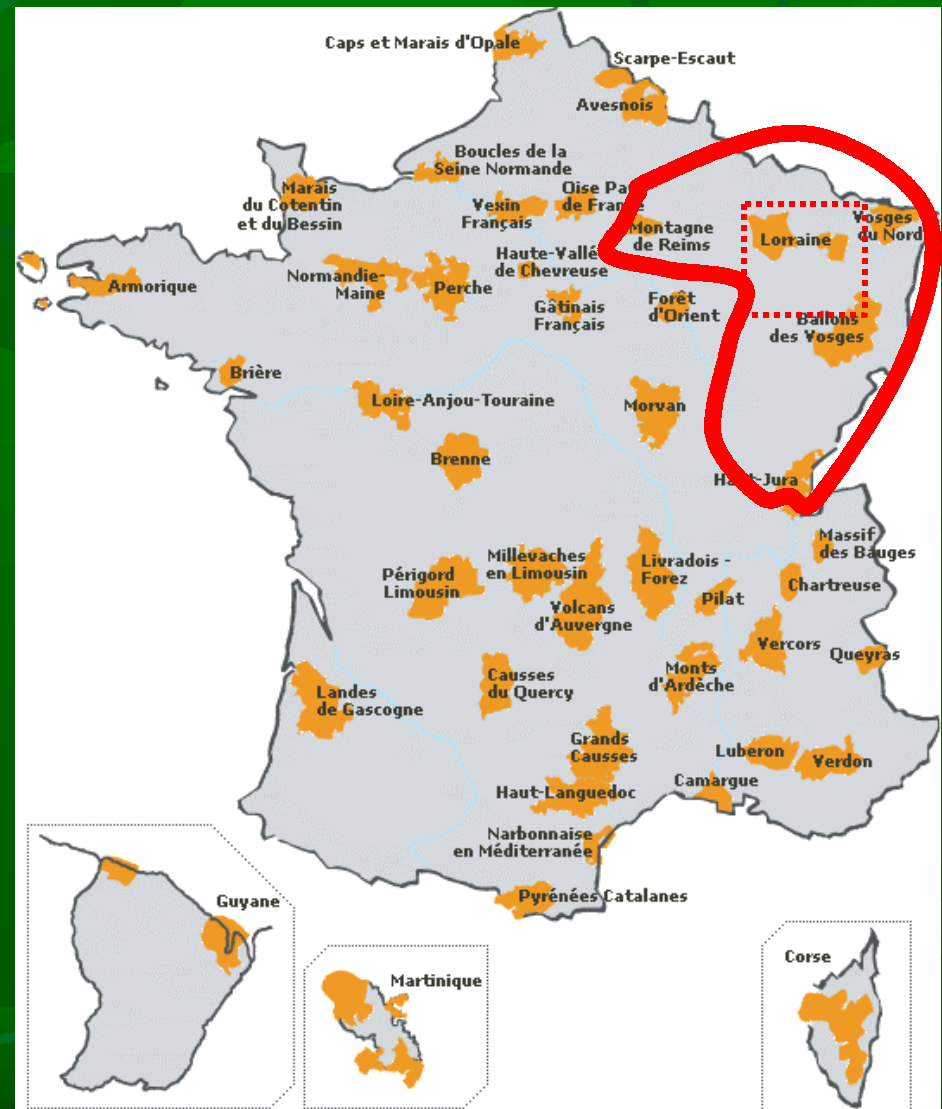 Caps et Marais d'Opale
Scarpe-Escaut
Avesnois
Boucles de la
Seine Normande
Marais
du Cotentin
et du Bessin
Vexin
Français
Oise Pa
de France
Montagne
de Reims
Lorraine
Vosges
du Nord
Haute-Vallé
de Chevreuse
Armorique
Normandie-
Maine
Perche
Gâtinais
Français
Forêt
d'Orient
Ballons
des Vosges
Brière
Loire-Anjou-Touraine
Morvan
Brenne
Haut-Jura
Massif
des Bauges
Millevaches
en Limousin
Livradois -
Forez
Périgord
Limousin
Chartreuse
Pilat
Volcans
d'Auvergne
Vercors
Queyras
Causses
du Quercy
Monts
d'Ardèche
Landes
de Gascogne
Grands
Causses
Luberon
Verdon
Camargue
Haut-Languedoc
Narbonnaise
en Méditerranée
Pyrénées Catalanes
Guyane
Martinique
Corse